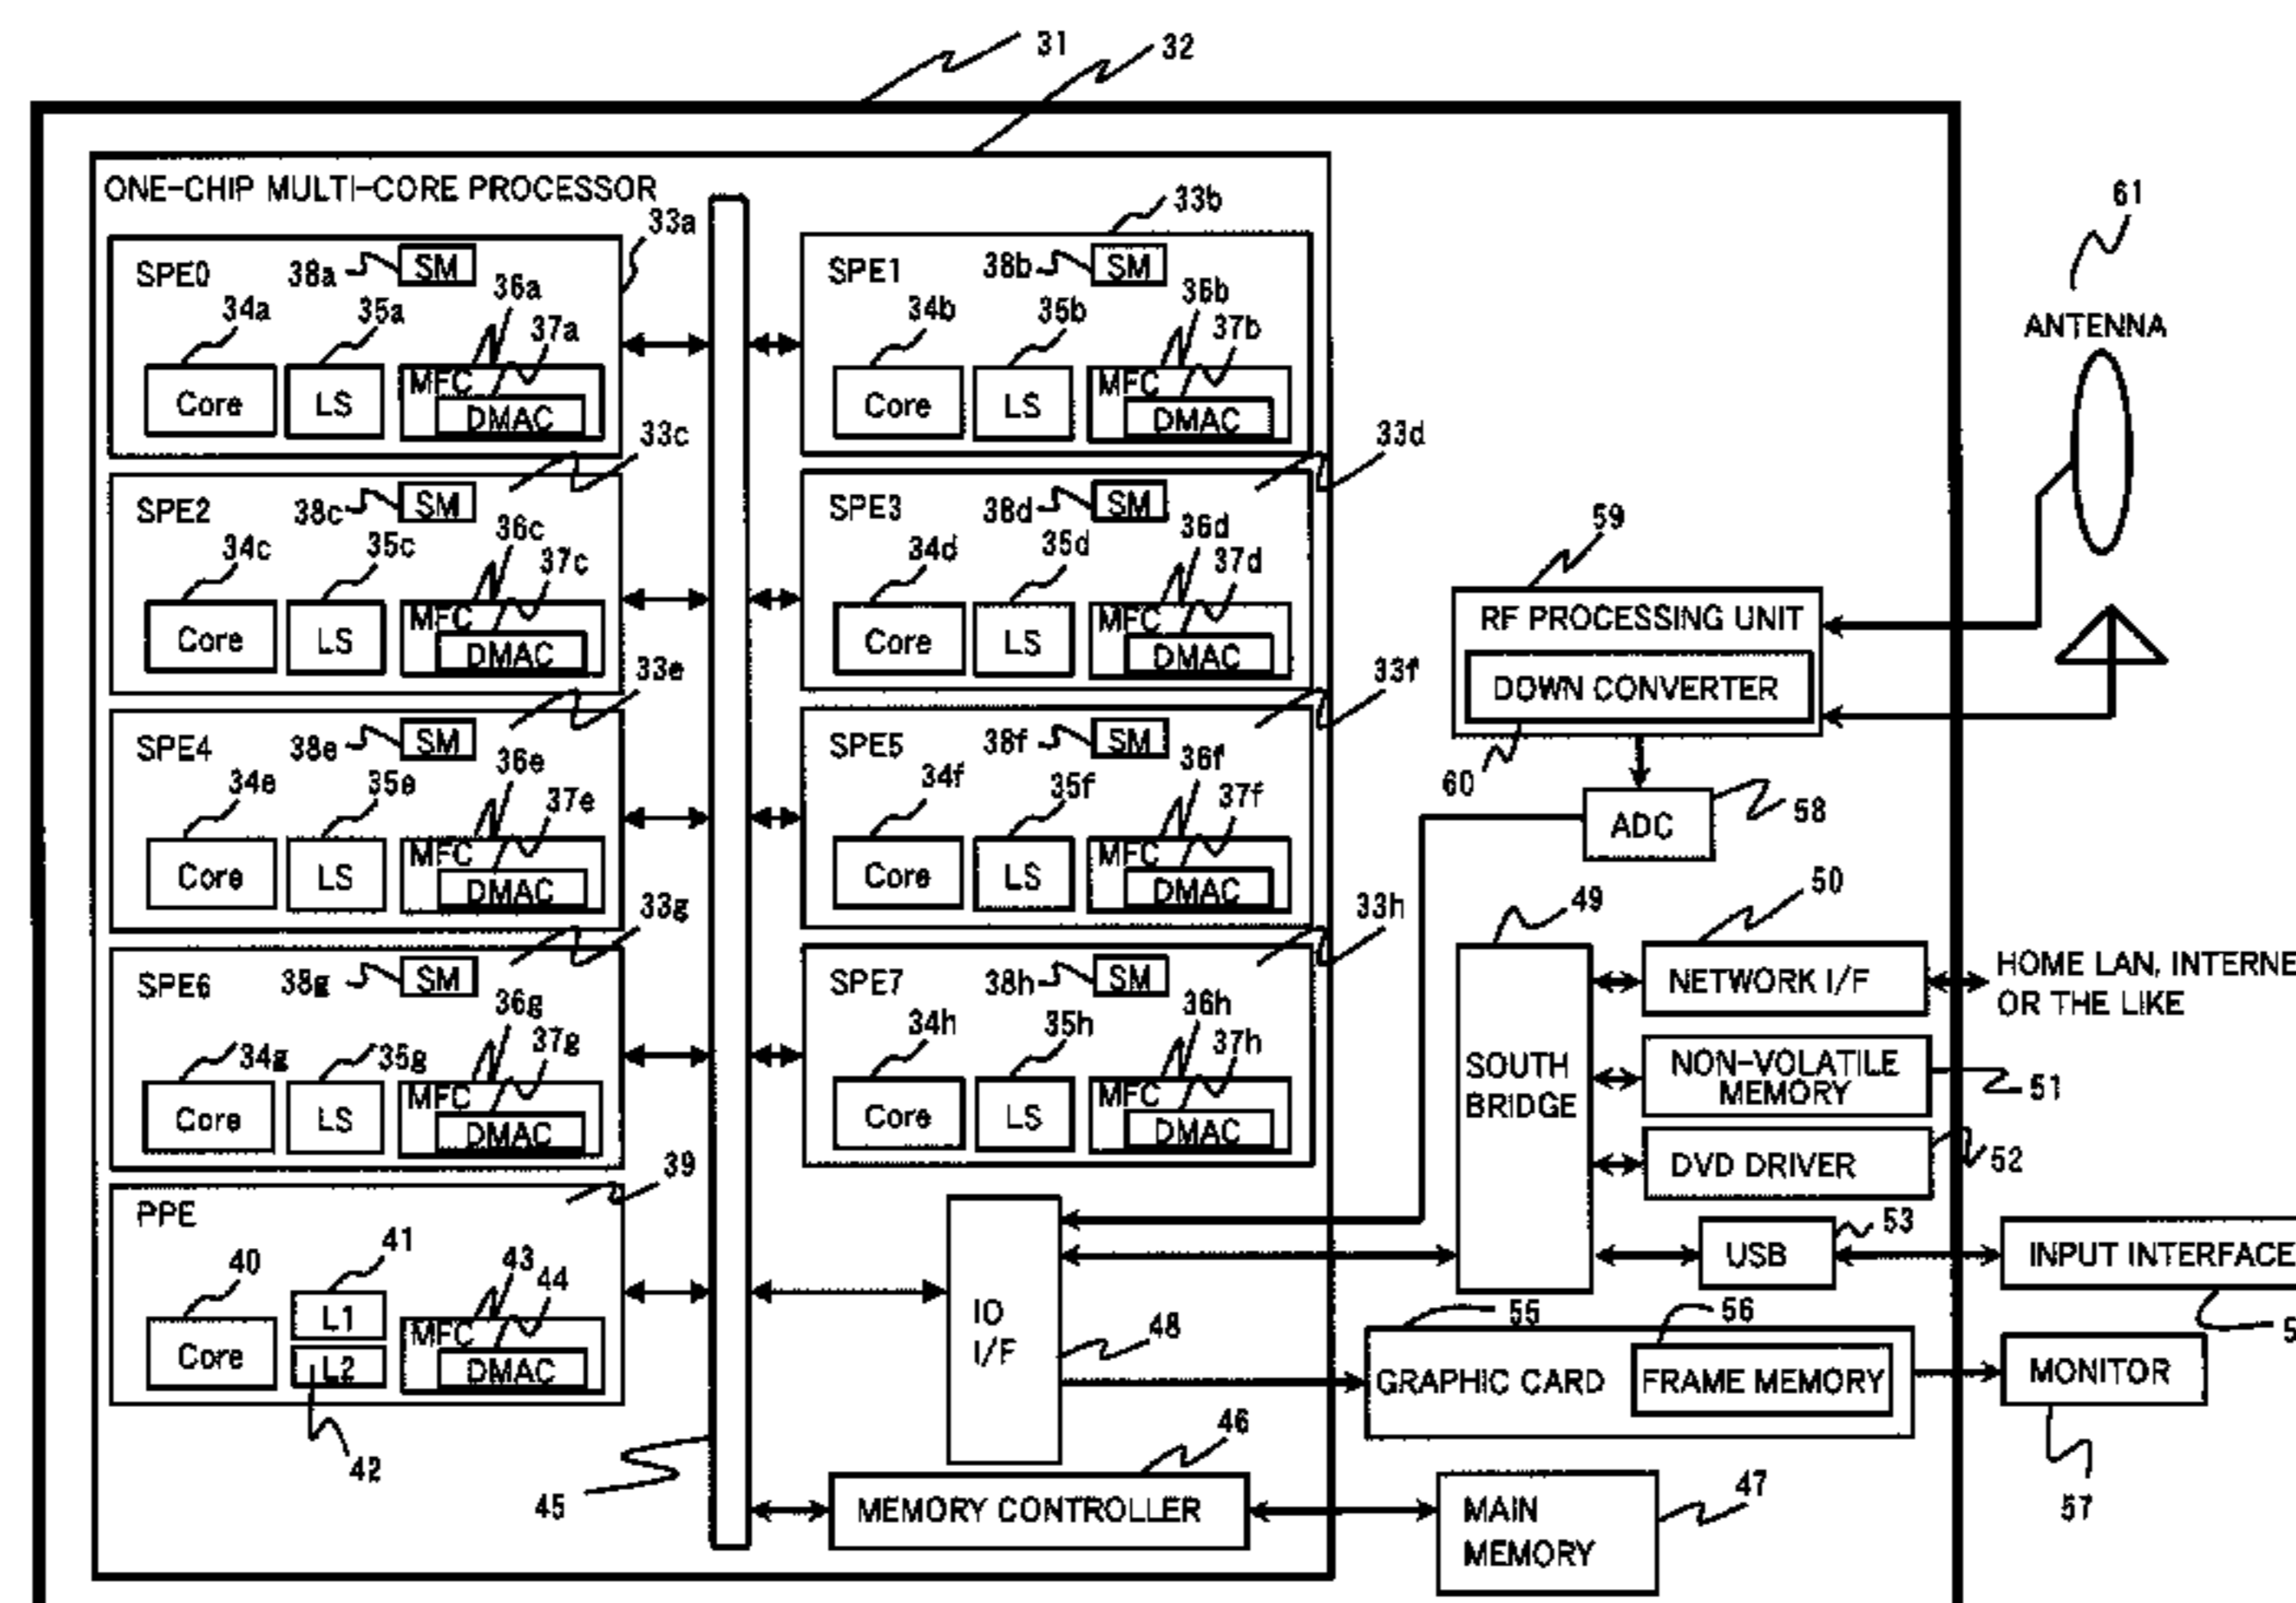 31
32
ONE-CHIP MULTI-CORE PROCESSOR
33a
SPE0
38a
SM
36a
34a
35a
37a
Core
LS
MFC
DMAC
33b
SPE1
38b
SM
36b
34b
35b
37b
Core
LS
MFC
DMAC
33c
SPE2
38c
SM
36c
34c
35c
37c
Core
LS
MFC
DMAC
33d
SPE3
38d
SM
36d
34d
35d
37d
Core
LS
MFC
DMAC
33e
SPE4
38e
SM
36e
34e
35e
37e
Core
LS
MFC
DMAC
33f
SPE5
38f
SM
36f
34f
35f
37f
Core
LS
MFC
DMAC
33g
SPE6
38g
SM
36g
34g
35g
37g
Core
LS
MFC
DMAC
33h
SPE7
38h
SM
36h
34h
35h
37h
Core
LS
MFC
DMAC
39
PPE
40
41
43
44
Core
L1
L2
MFC
DMAC
42
45
IO
I/F
48
46
MEMORY CONTROLLER
47
MAIN
MEMORY
61
ANTENNA
59
RF PROCESSING UNIT
DOWN CONVERTER
60
ADC
58
49
SOUTH
BRIDGE
50
NETWORK I/F
HOME LAN, INTERNE
OR THE LIKE
NON-VOLATILE
MEMORY
51
DVD DRIVER
52
USB
53
INPUT INTERFACE
5
55
56
GRAPHIC CARD
FRAME MEMORY
MONITOR
57